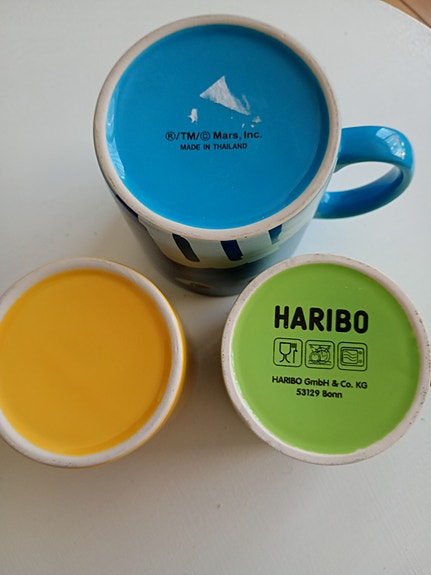 ®/TM/© Mars, Inc.
MADE IN THAILAND
HARIBO
HARIBO GmbH & Co. KG
53129 Bonn